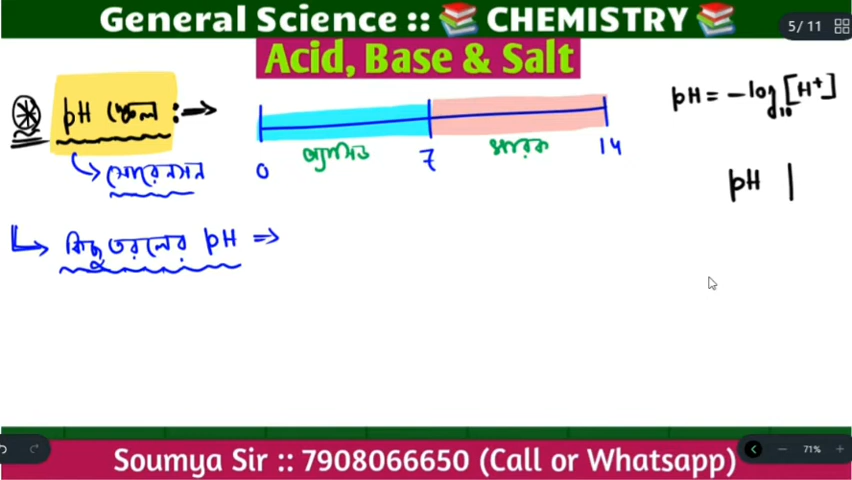 General Science :: 📚 CHEMISTRY 📚
5 / 11
Acid, Base & Salt
pH স্কেল :→
0 অ্যাসিড 7 ক্ষারক 14
pH = -log₁₀[H⁺]
সোরেনসন
pH |
কিছু তরলের pH ⇒
Soumya Sir :: 7908066650 (Call or Whatsapp)
71%